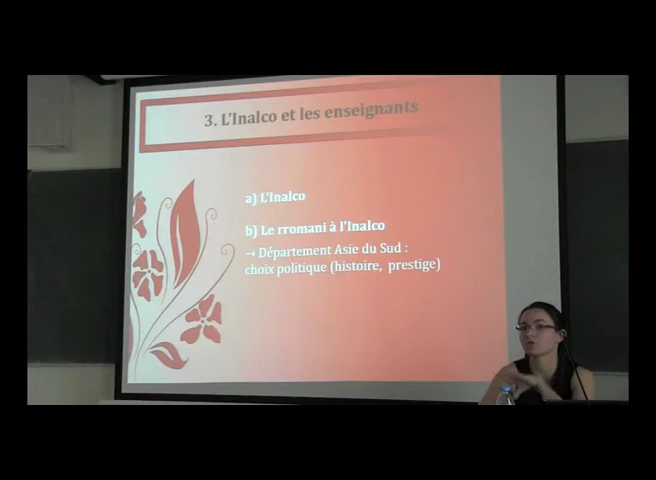 3. L'Inalco et les enseignants
a) L'Inalco
b) Le rromani à l'Inalco
→ Département Asie du Sud :
choix politique (histoire, prestige)